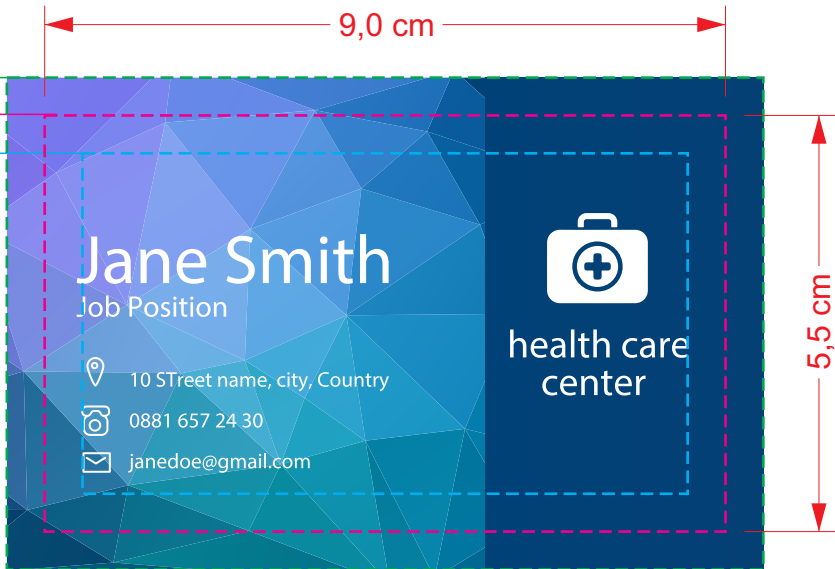 9,0 cm
Jane Smith
Job Position
10 STreet name, city, Country
0881 657 24 30
janedoe@gmail.com
health care
center
5,5 cm